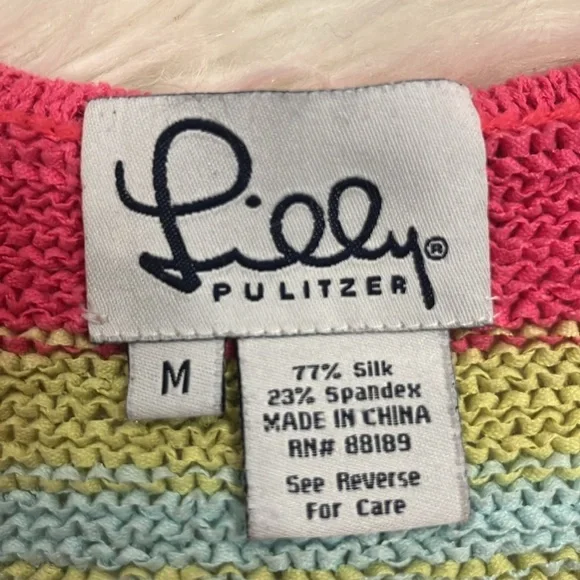 Lilly®
PULITZER
M
77% Silk
23% Spandex
MADE IN CHINA
RN# 88189
See Reverse
For Care